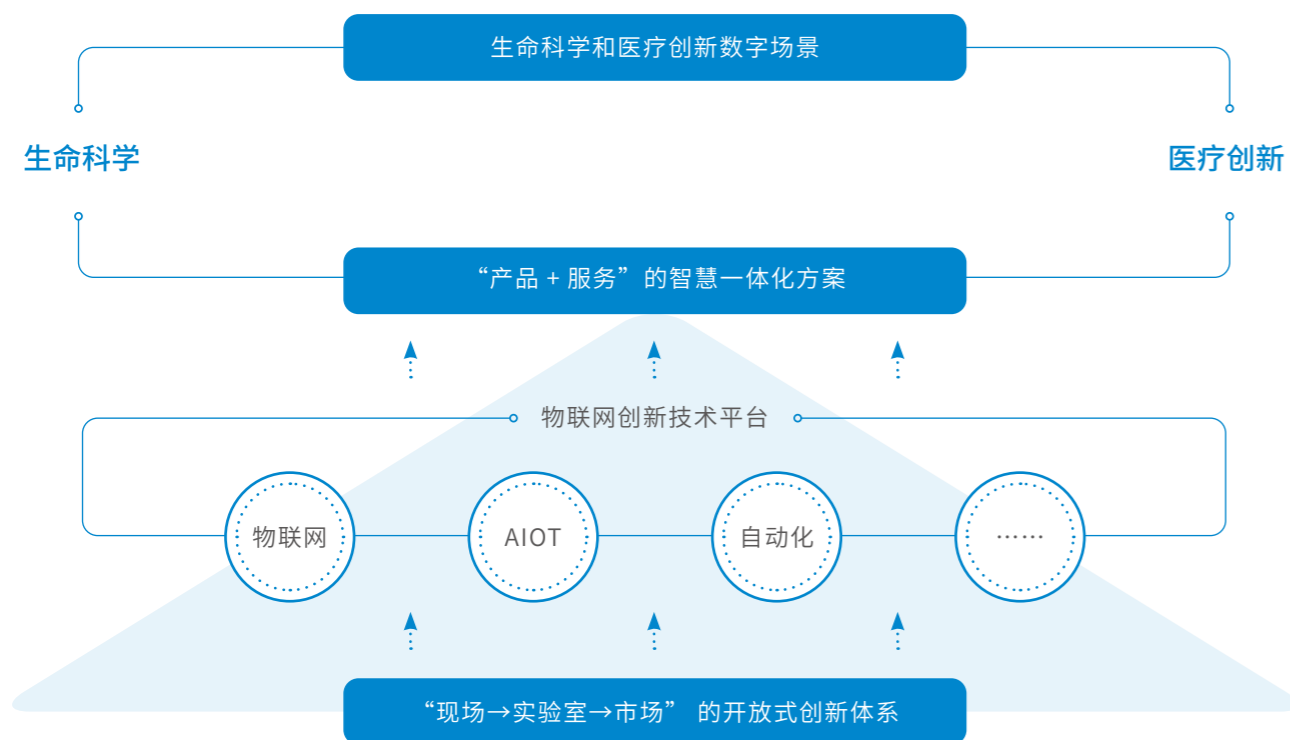 生命科学和医疗创新数字场景
生命科学
医疗创新
“产品 + 服务”的智慧一体化方案
物联网创新技术平台
物联网
AIOT
自动化
……
“现场→实验室→市场” 的开放式创新体系